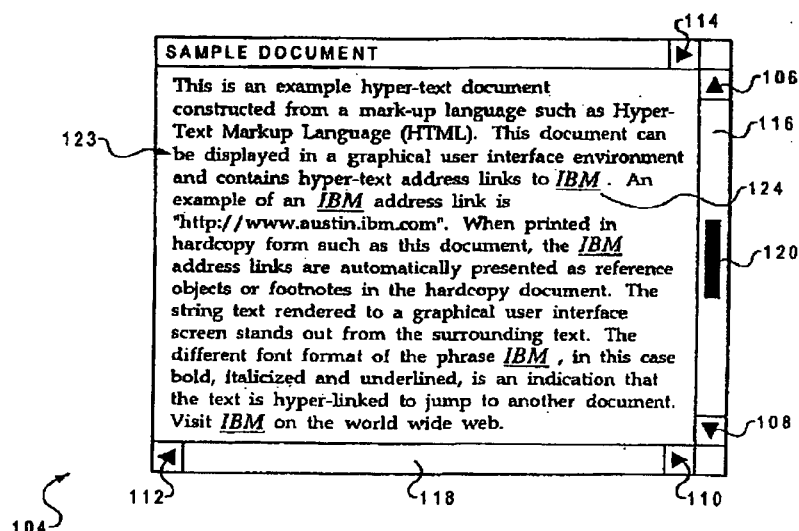 114
SAMPLE DOCUMENT
106
This is an example hyper-text document
116
constructed from a mark-up language such as Hyper-
123
Text Markup Language (HTML). This document can
be displayed in a graphical user interface environment
and contains hyper-text address links to IBM . An
124
example of an IBM address link is
"http://www.austin.ibm.com". When printed in
hardcopy form such as this document, the IBM
120
address links are automatically presented as reference
objects or footnotes in the hardcopy document. The
string text rendered to a graphical user interface
screen stands out from the surrounding text. The
different font format of the phrase IBM , in this case
bold, italicized and underlined, is an indication that
the text is hyper-linked to jump to another document.
Visit IBM on the world wide web.
108
112
118
110
104